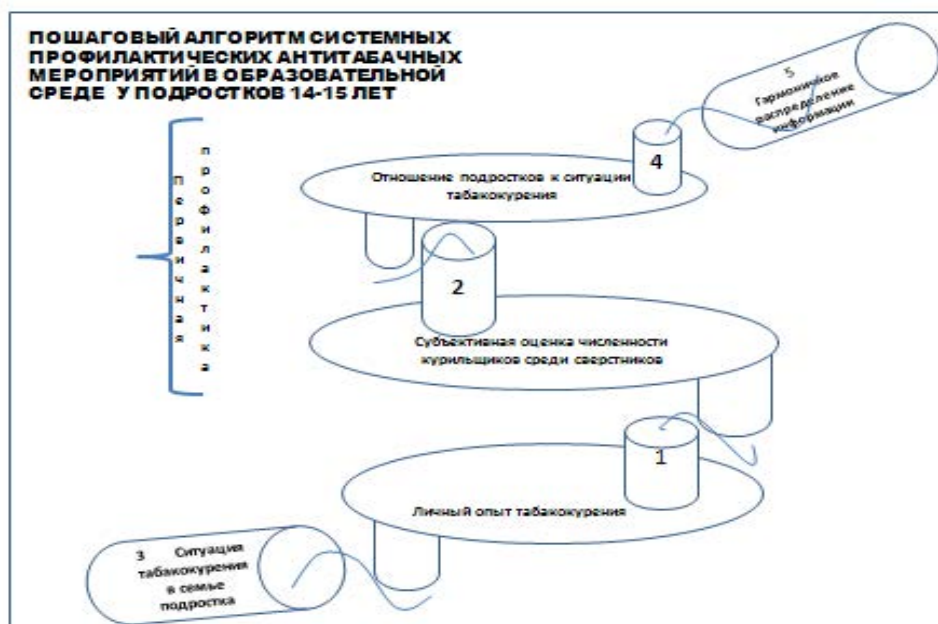 ПОШАГОВЫЙ АЛГОРИТМ СИСТЕМНЫХ
ПРОФИЛАКТИЧЕСКИХ АНТИТАБАЧНЫХ
МЕРОПРИЯТИЙ В ОБРАЗОВАТЕЛЬНОЙ
СРЕДЕ У ПОДРОСТКОВ 14-15 ЛЕТ
Первичная
профилактика
5
Гармоничное
распределение
информации
4
Отношение подростков к ситуации
табакокурения
2
Субъективная оценка численности
курильщиков среди сверстников
1
Личный опыт табакокурения
3 Ситуация
табакокурения
в семье
подростка